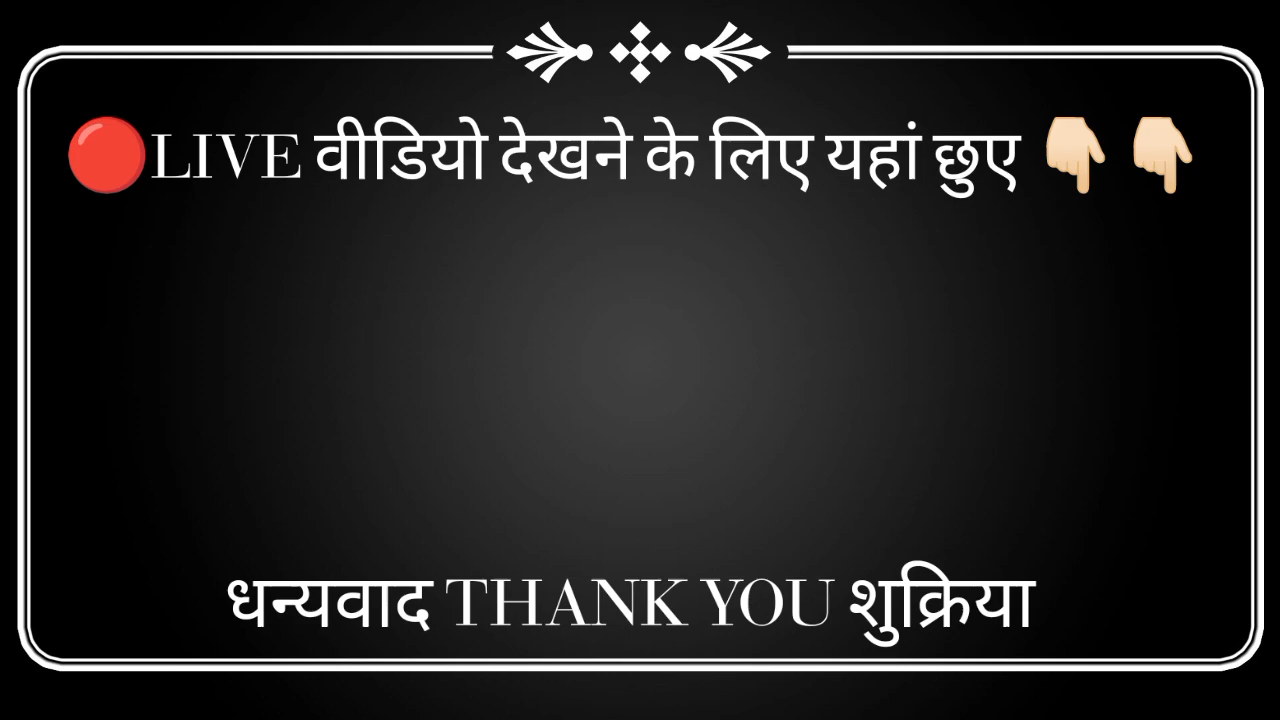 🔴LIVE वीडियो देखने के लिए यहां छुए 👇🏻 👇🏻
धन्यवाद THANK YOU शुक्रिया